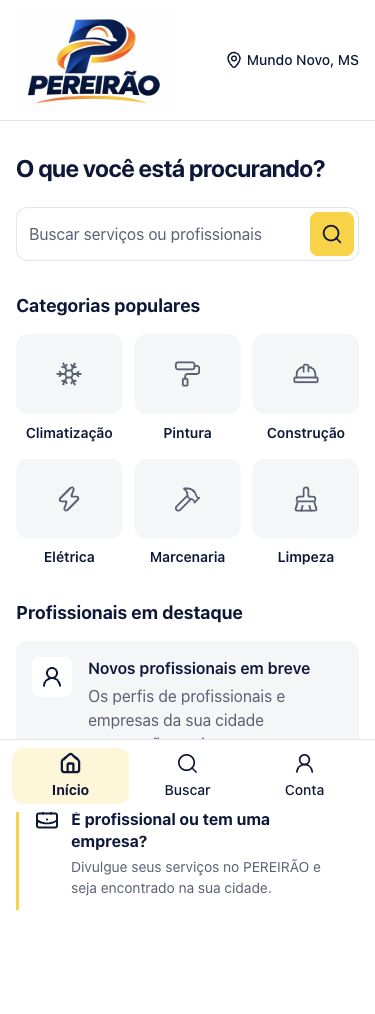 PEREIRÃO
Mundo Novo, MS
O que você está procurando?
Buscar serviços ou profissionais
Categorias populares
Climatização
Pintura
Construção
Elétrica
Marcenaria
Limpeza
Profissionais em destaque
Novos profissionais em breve
Os perfis de profissionais e
empresas da sua cidade
Início
Buscar
Conta
É profissional ou tem uma
empresa?
Divulgue seus serviços no PEREIRÃO e
seja encontrado na sua cidade.